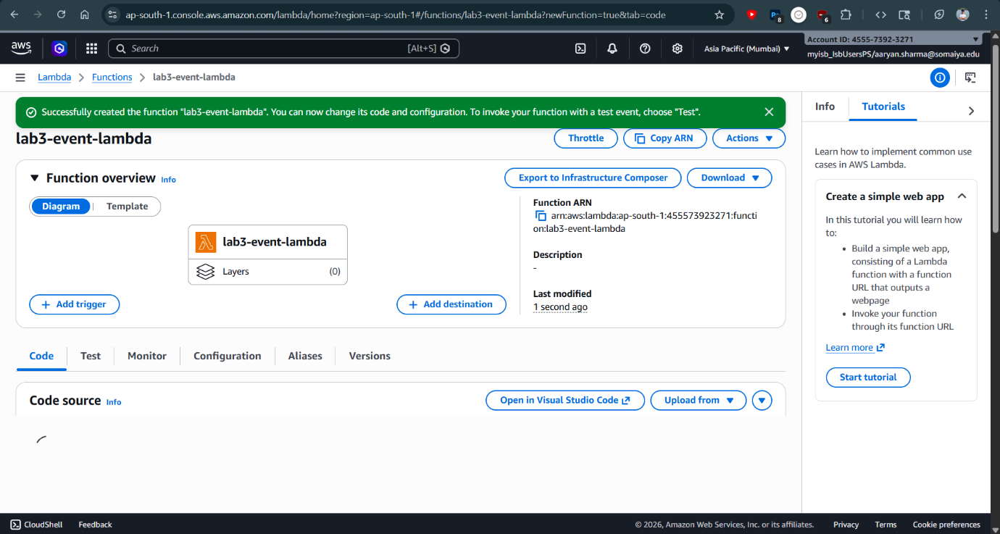 ap-south-1.console.aws.amazon.com/lambda/home?region=ap-south-1#/functions/lab3-event-lambda?newFunction=true&tab=code
8
6
aws
Search
[Alt+S]
Asia Pacific (Mumbai)
Account ID: 4555-7392-3271
myisb_IsbUsersPS/aaryan.sharma@somaiya.edu
Lambda
Functions
lab3-event-lambda
Successfully created the function "lab3-event-lambda". You can now change its code and configuration. To invoke your function with a test event, choose "Test".
lab3-event-lambda
Throttle
Copy ARN
Actions
Function overview
Info
Export to Infrastructure Composer
Download
Diagram
Template
lab3-event-lambda
Layers
(0)
+ Add trigger
+ Add destination
Function ARN
arn:aws:lambda:ap-south-1:455573923271:functi
on:lab3-event-lambda
Description
-
Last modified
1 second ago
Code
Test
Monitor
Configuration
Aliases
Versions
Code source
Info
Open in Visual Studio Code
Upload from
Info
Tutorials
Learn how to implement common use
cases in AWS Lambda.
Create a simple web app
In this tutorial you will learn how
to:
• Build a simple web app,
consisting of a Lambda
function with a function
URL that outputs a
webpage
• Invoke your function
through its function URL
Learn more
Start tutorial
CloudShell
Feedback
© 2026, Amazon Web Services, Inc. or its affiliates.
Privacy
Terms
Cookie preferences